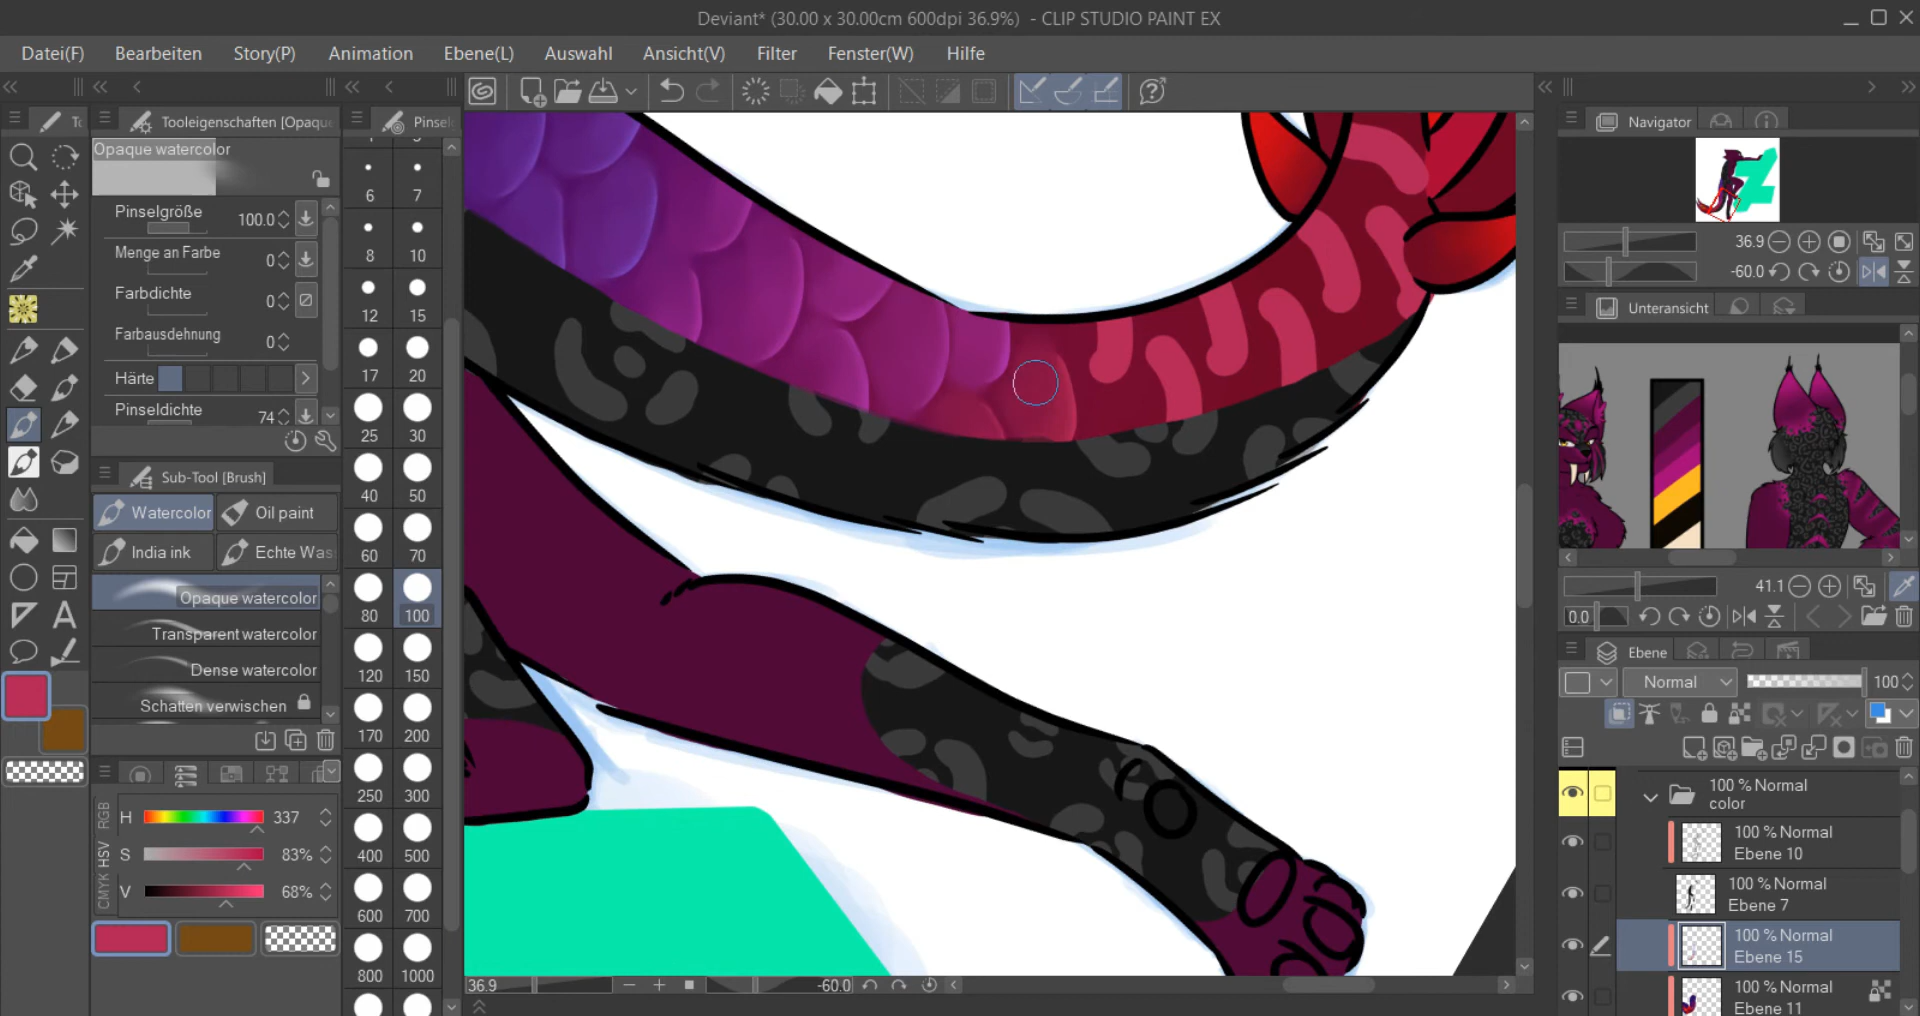 Deviant* (30.00 x 30.00cm 600dpi 36.9%) - CLIP STUDIO PAINT EX
Datei(F) Bearbeiten Story(P) Animation Ebene(L) Auswahl Ansicht(V) Filter Fenster(W) Hilfe
Tooleigenschaften [Opaque
Opaque watercolor
Pinselgröße 100.0
Menge an Farbe 0
Farbdichte 0
Farbausdehnung 0
Härte
Pinseldichte 74
Sub-Tool [Brush]
Watercolor Oil paint
India ink Echte Was
Opaque watercolor
Transparent watercolor
Dense watercolor
Schatten verwischen
RGB
HSV
CMYK
H 337
S 83%
V 68%
Pinsel
6 7
8 10
12 15
17 20
25 30
40 50
60 70
80 100
120 150
170 200
250 300
400 500
600 700
800 1000
36.9 -60.0
Navigator
36.9
-60.0
Unteransicht
41.1
0.0
Ebene
Normal 100
100 % Normal
color
100 % Normal
Ebene 10
100 % Normal
Ebene 7
100 % Normal
Ebene 15
100 % Normal
Ebene 11